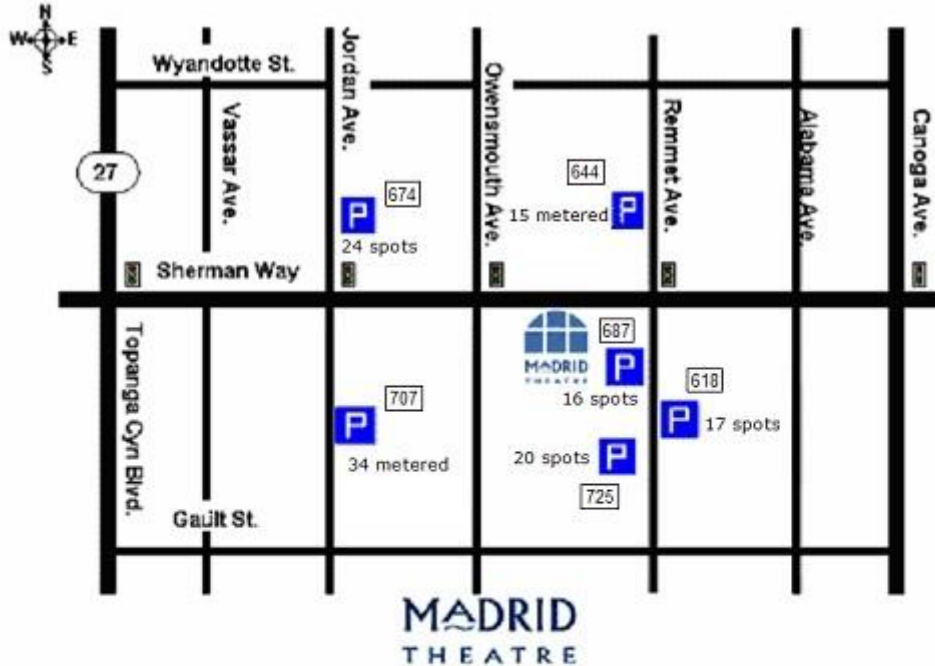 N
W E
S
Wyandotte St.
Vassar Ave.
Jordan Ave.
Owensmouth Ave.
Remmet Ave.
Alabama Ave.
Canoga Ave.
27
674
24 spots
644
15 metered
Sherman Way
Topanga Cyn Blvd.
MADRID
THEATRE
687
16 spots
618
17 spots
707
34 metered
20 spots
725
Gault St.
MADRID
THEATRE
P
P
P
P
P
P